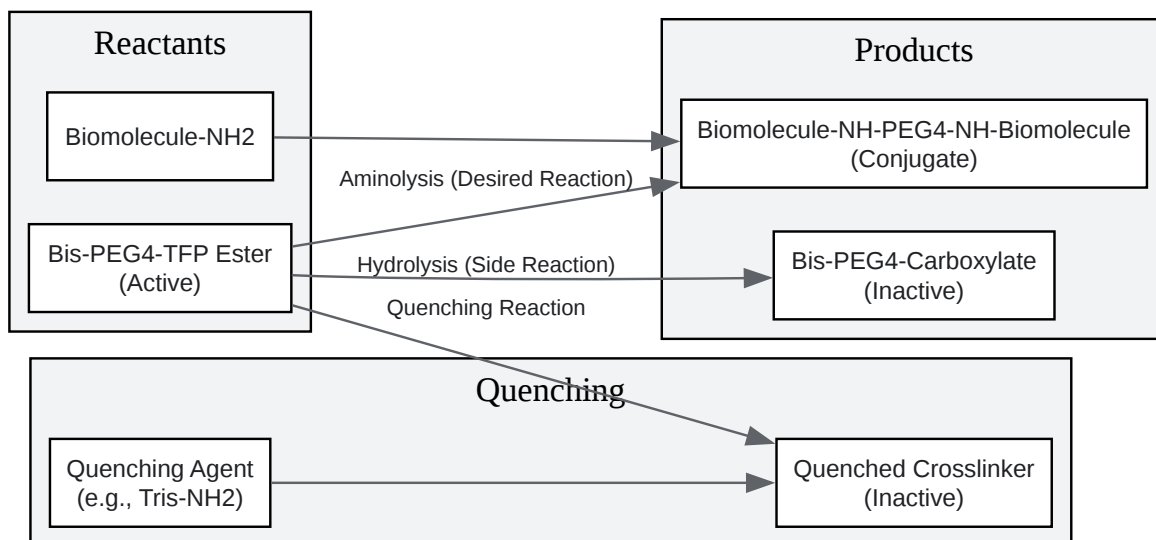 Reactants
Products
Biomolecule-NH2
Biomolecule-NH-PEG4-NH-Biomolecule
(Conjugate)
Aminolysis (Desired Reaction)
Bis-PEG4-TFP Ester
(Active)
Hydrolysis (Side Reaction)
Bis-PEG4-Carboxylate
(Inactive)
Quenching Reaction
Quenching
Quenching Agent
(e.g., Tris-NH2)
Quenched Crosslinker
(Inactive)